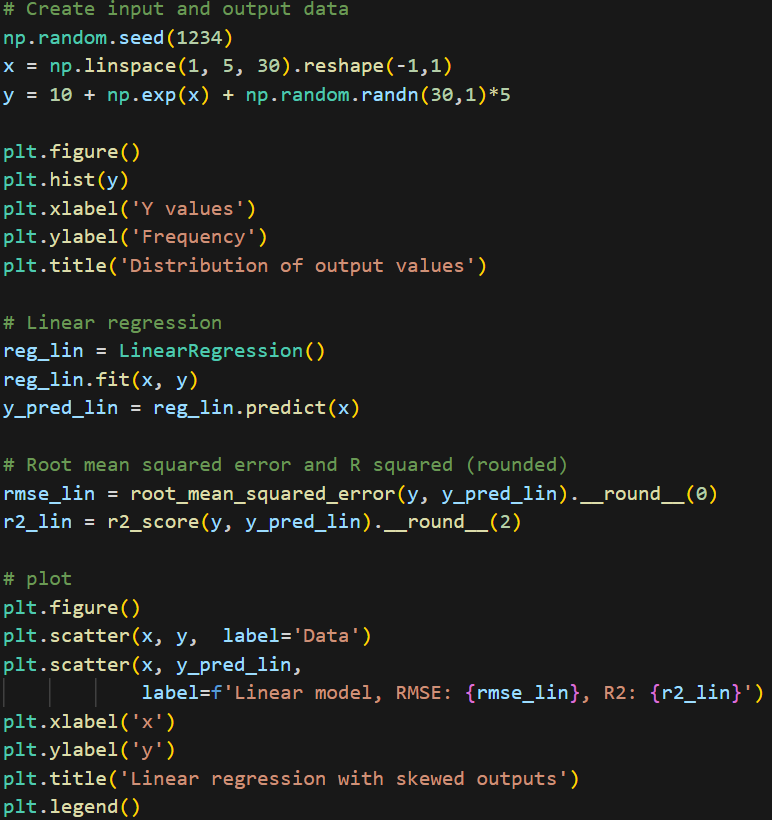 # Create input and output data
np.random.seed(1234)
x = np.linspace(1, 5, 30).reshape(-1,1)
y = 10 + np.exp(x) + np.random.randn(30,1)*5

plt.figure()
plt.hist(y)
plt.xlabel('Y values')
plt.ylabel('Frequency')
plt.title('Distribution of output values')

# Linear regression
reg_lin = LinearRegression()
reg_lin.fit(x, y)
y_pred_lin = reg_lin.predict(x)

# Root mean squared error and R squared (rounded)
rmse_lin = root_mean_squared_error(y, y_pred_lin).__round__(0)
r2_lin = r2_score(y, y_pred_lin).__round__(2)

# plot
plt.figure()
plt.scatter(x, y,  label='Data')
plt.scatter(x, y_pred_lin,
            label=f'Linear model, RMSE: {rmse_lin}, R2: {r2_lin}')
plt.xlabel('x')
plt.ylabel('y')
plt.title('Linear regression with skewed outputs')
plt.legend()